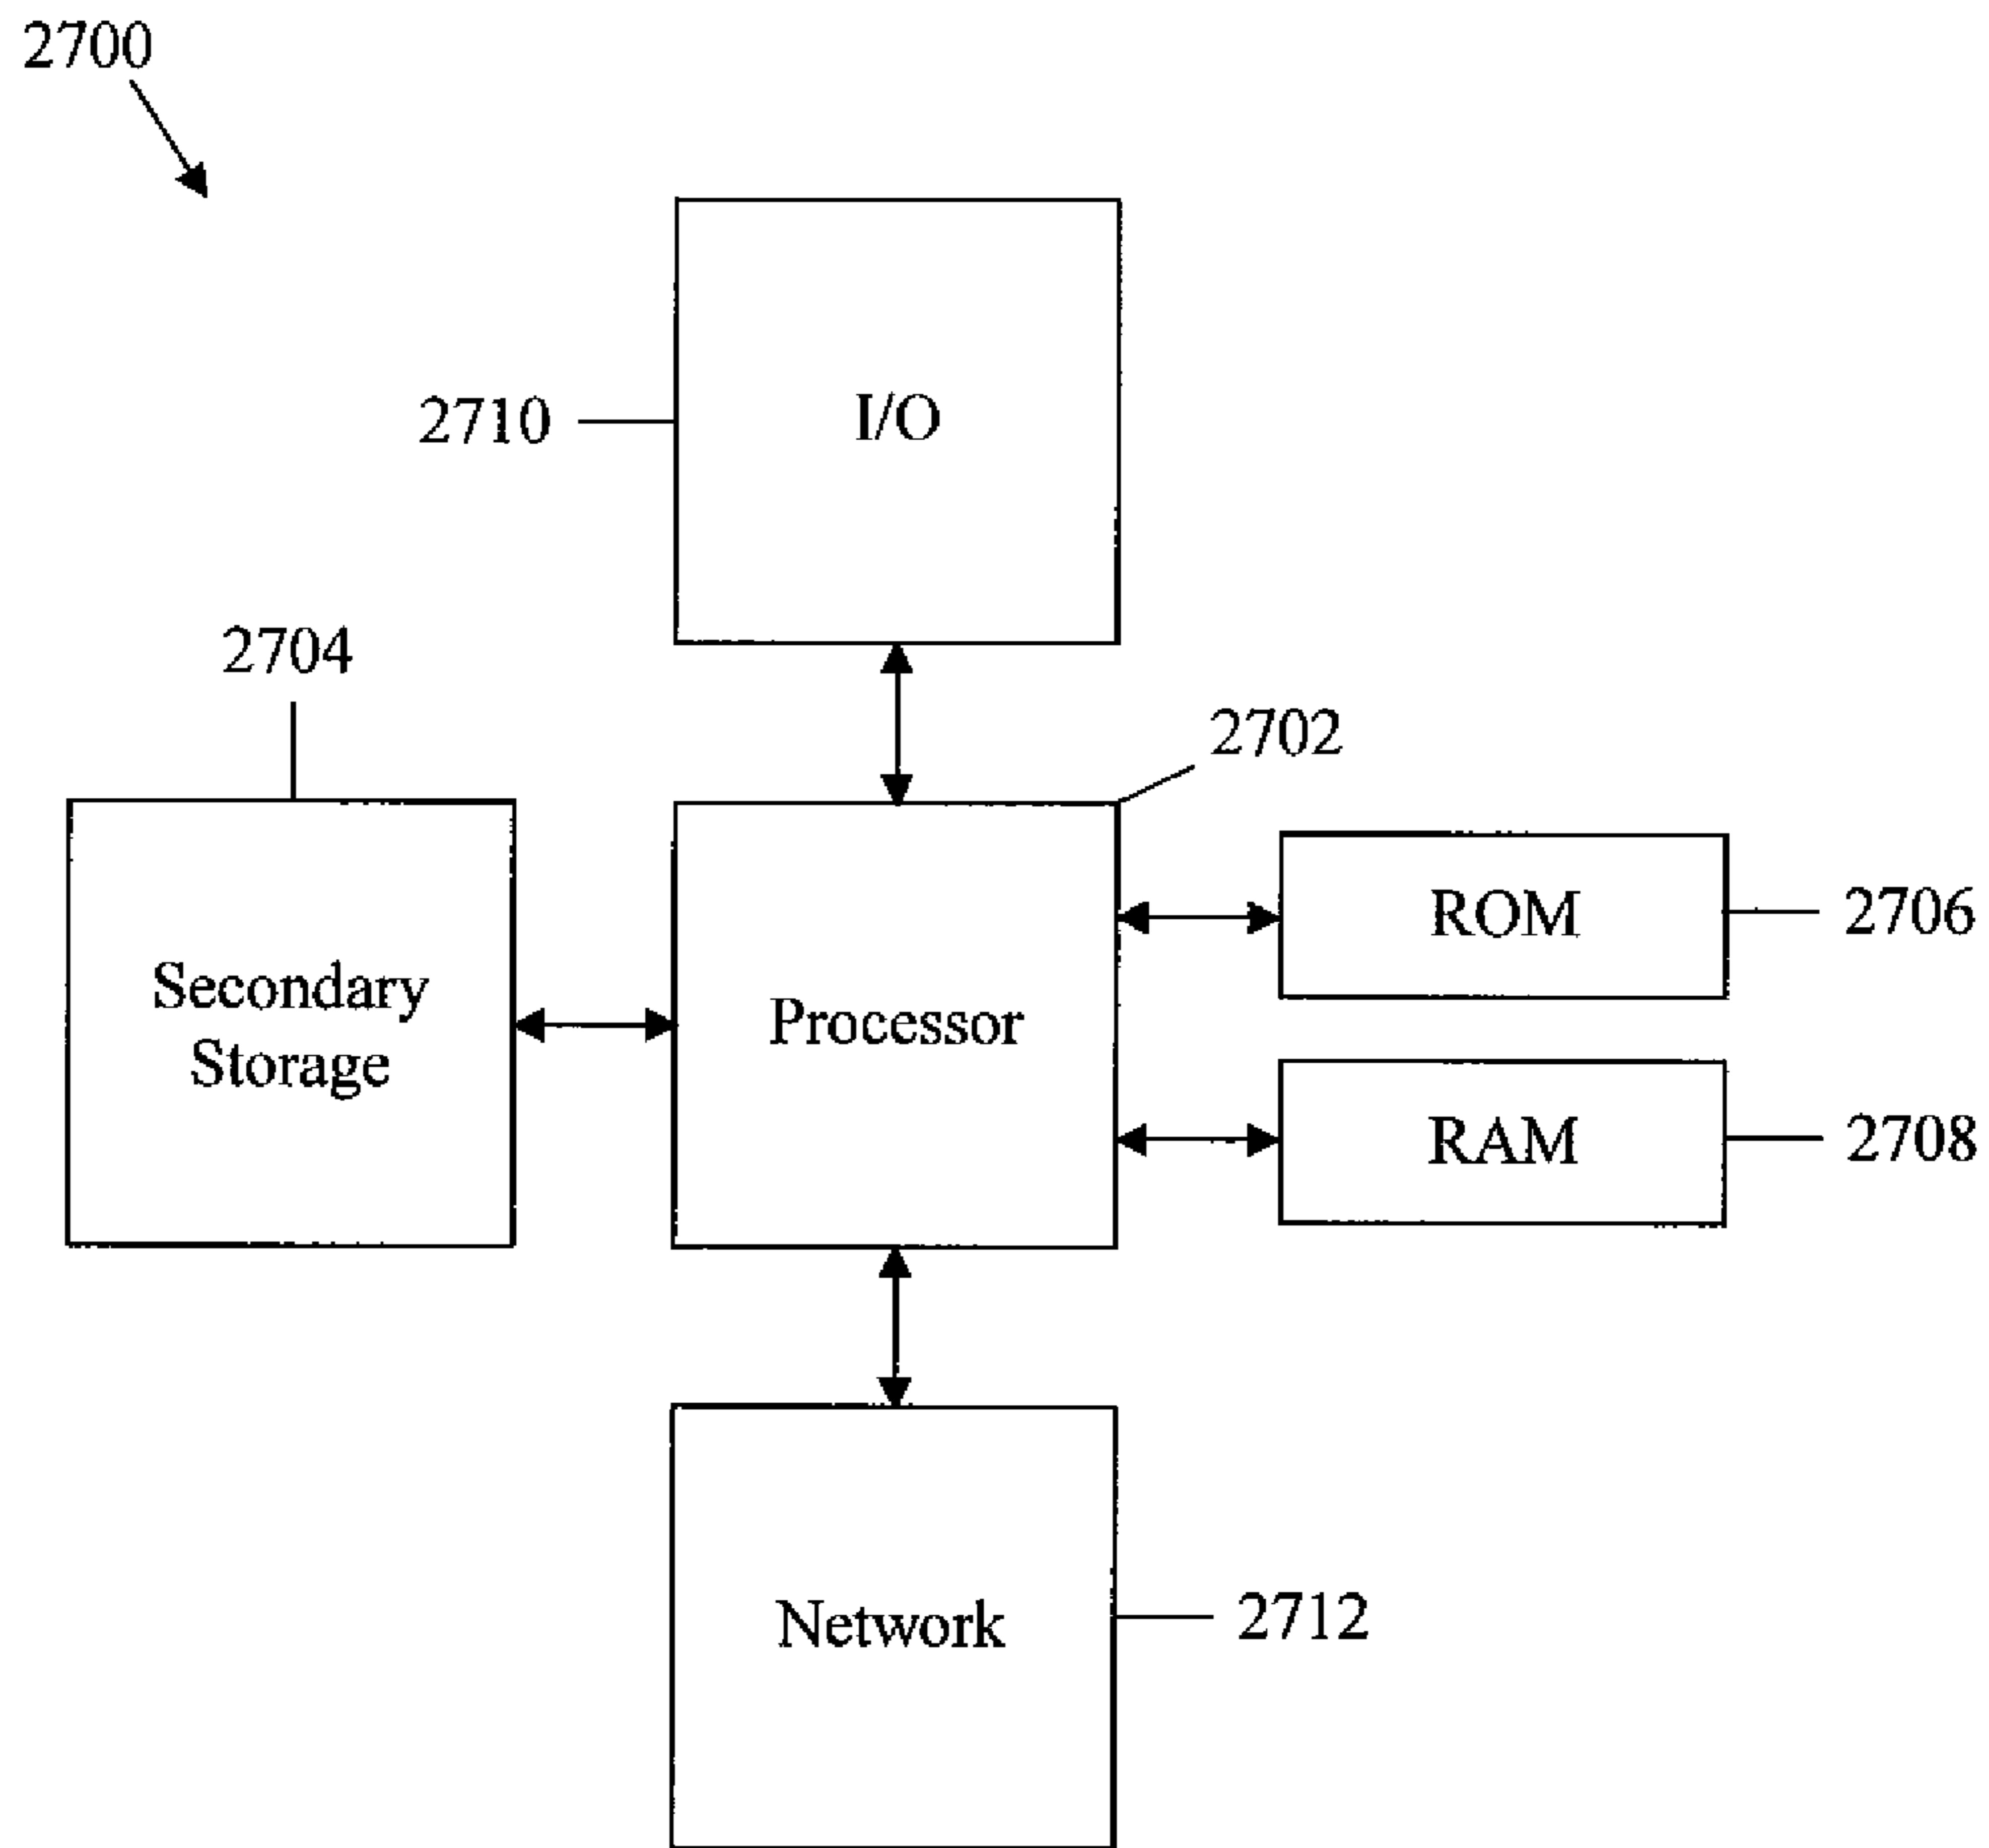 2700
I/O
2710
2704
2702
Secondary
Storage
Processor
ROM
2706
RAM
2708
Network
2712